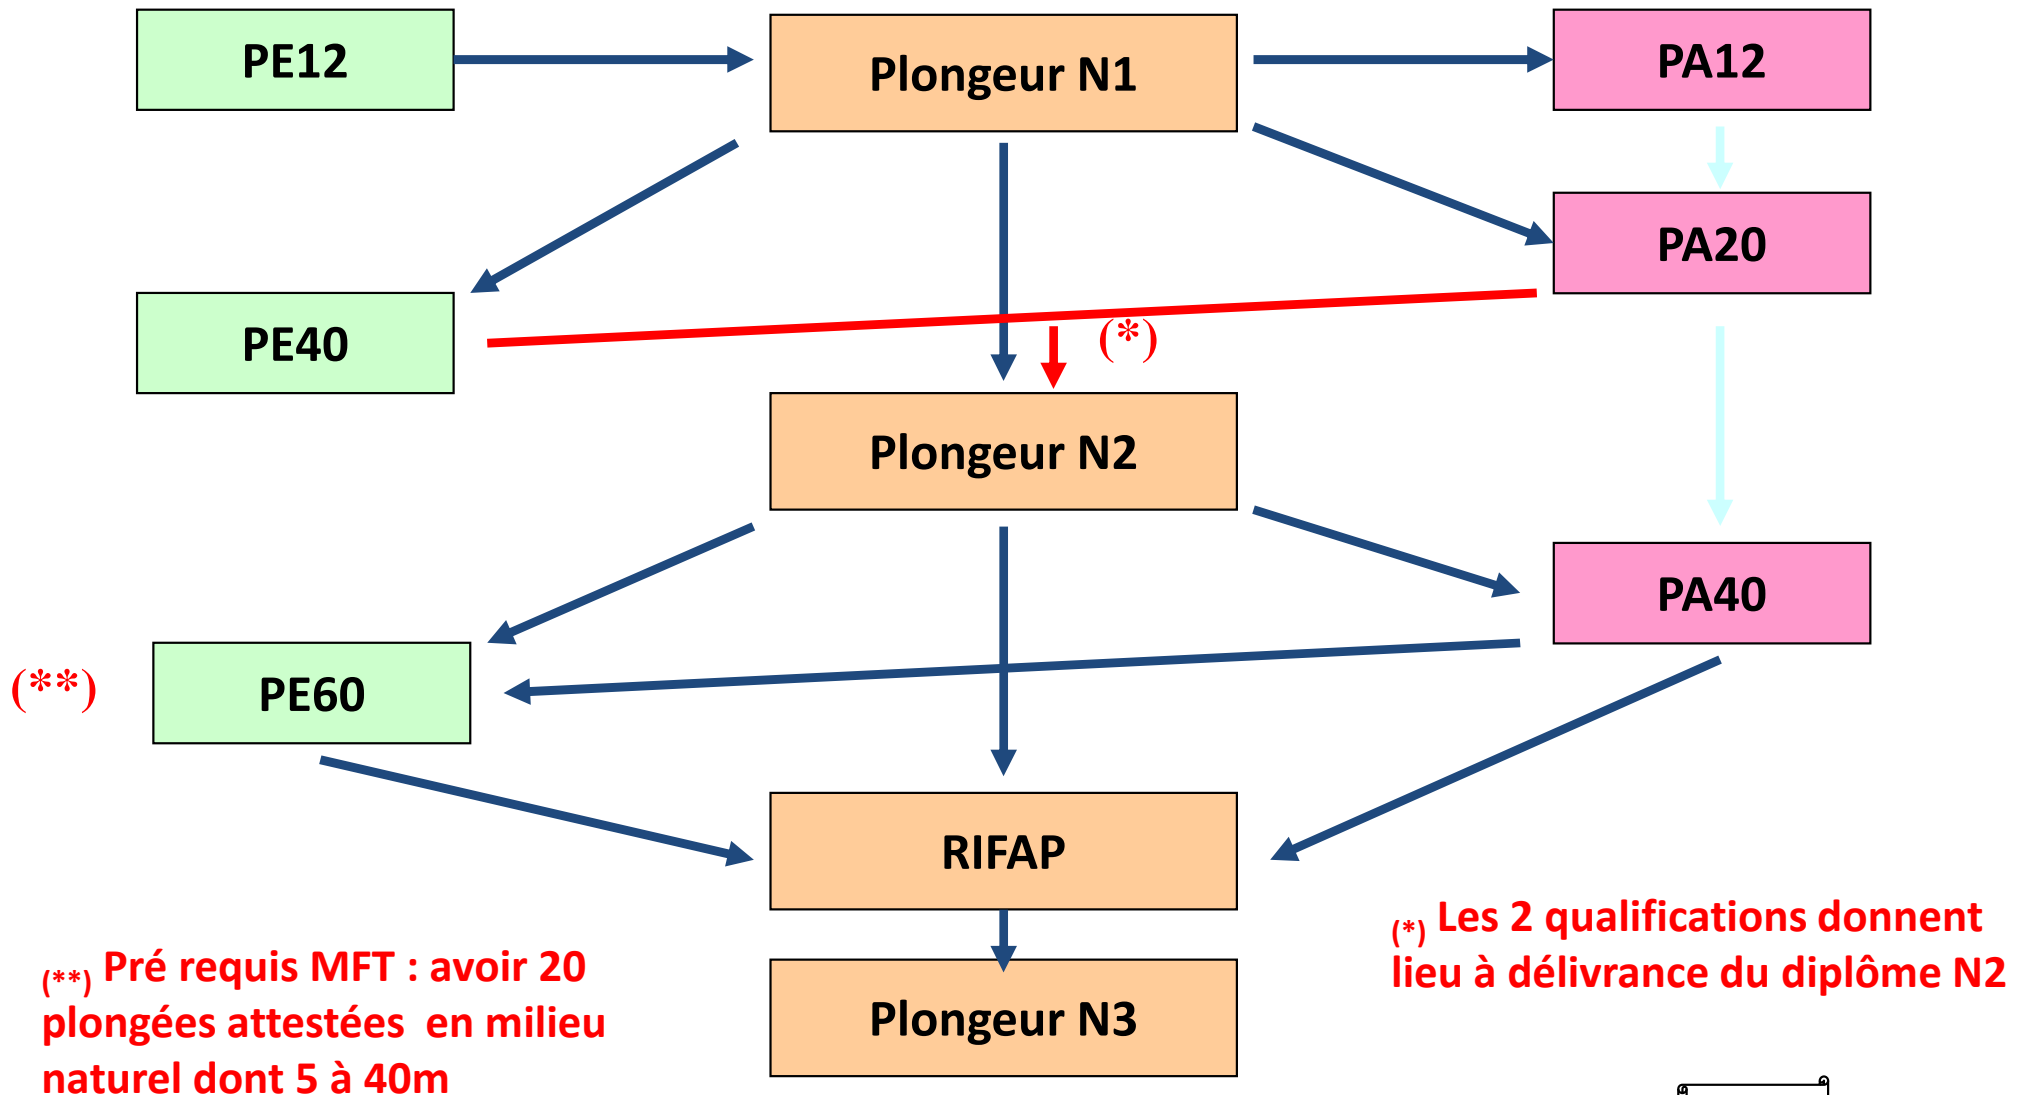 PE12
Plongeur N1
PA12
PA20
PE40
(*)
Plongeur N2
PA40
(**)
PE60
RIFAP
(*) Les 2 qualifications donnent
lieu à délivrance du diplôme N2
(**) Pré requis MFT : avoir 20
plongées attestées en milieu
naturel dont 5 à 40m
Plongeur N3